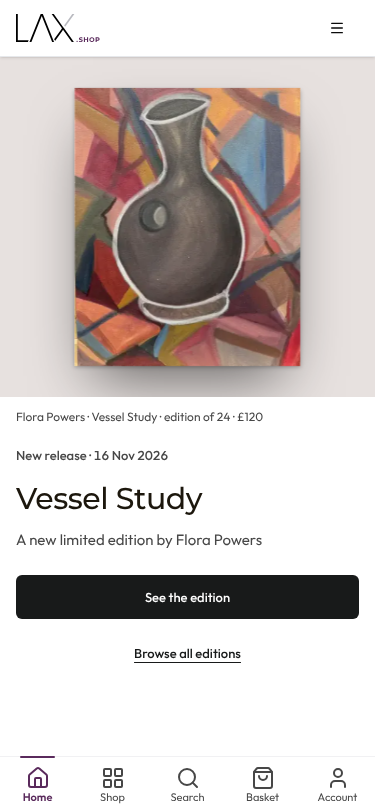 LAX.SHOP
Flora Powers · Vessel Study · edition of 24 · £120
New release · 16 Nov 2026
Vessel Study
A new limited edition by Flora Powers
See the edition
Browse all editions
Home Shop Search Basket Account